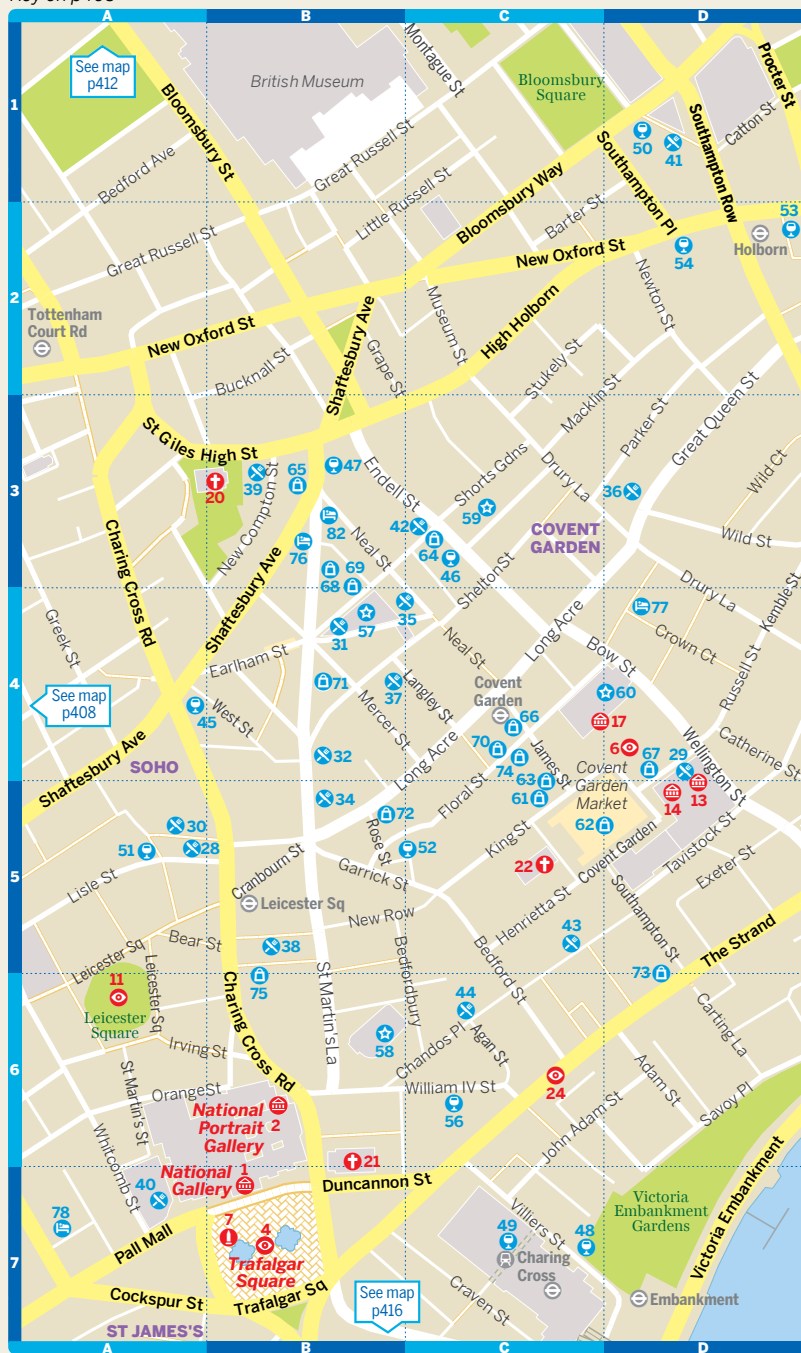 A
B
C
D
See map
p412
British Museum
Montague St
Bloomsbury
Square
Procter St
1
Bloomsbury St
Great Russell St
Southampton Row
Catton St
50
41
Bedford Ave
Little Russell St
Bloomsbury Way
Southampton Pl
Barter St
53
Holborn
Great Russell St
New Oxford St
54
2
Tottenham
Court Rd
New Oxford St
Shaftesbury Ave
Museum St
High Holborn
Newton St
Bucknall St
Grape St
Stukely St
Macklin St
Parker St
Great Queen St
St Giles High St
3
20
39
65
47
Endell St
Shorts Gdns
Drury La
36
Wild Ct
New Compton St
82
42
59
COVENT
GARDEN
Wild St
76
Neal St
64
46
Charing Cross Rd
Shaftesbury Ave
69
68
Shelton St
Drury La
Kemble St
Greek St
57
35
77
31
Neal St
Long Acre
Bow St
Crown Ct
Russell St
Earlham St
4
See map
p408
71
37
Langley St
Covent
Garden
60
45
West St
Mercer St
66
17
6
Wellington St
Catherine St
Shaftesbury Ave
SOHO
32
Long Acre
70
74
James St
67
29
63
Covent
Garden
Market
34
Floral St
61
14
13
30
72
62
51
28
Rose St
52
King St
Covent Garden
Tavistock St
5
Cranbourn St
Garrick St
22
Exeter St
Lisle St
Leicester Sq
New Row
Henrietta St
Southampton St
Bear St
38
43
The Strand
Leicester Sq
Leicester Sq
75
Bedfordbury
Bedford St
73
11
Leicester
Square
Charing Cross Rd
St Martin's La
44
Carting La
Irving St
58
Chandos Pl
Agan St
6
Adam St
St Martin's St
Orange St
William IV St
24
Savoy Pl
National
Portrait
Gallery
2
56
John Adam St
Whitcomb St
National
Gallery
1
21
Duncannon St
40
78
Villiers St
Victoria
Embankment
Gardens
Victoria Embankment
Pall Mall
7
4
49
48
Trafalgar
Square
Charing
Cross
7
Cockspur St
Trafalgar Sq
See map
p416
Craven St
Embankment
ST JAMES'S
A
B
C
D